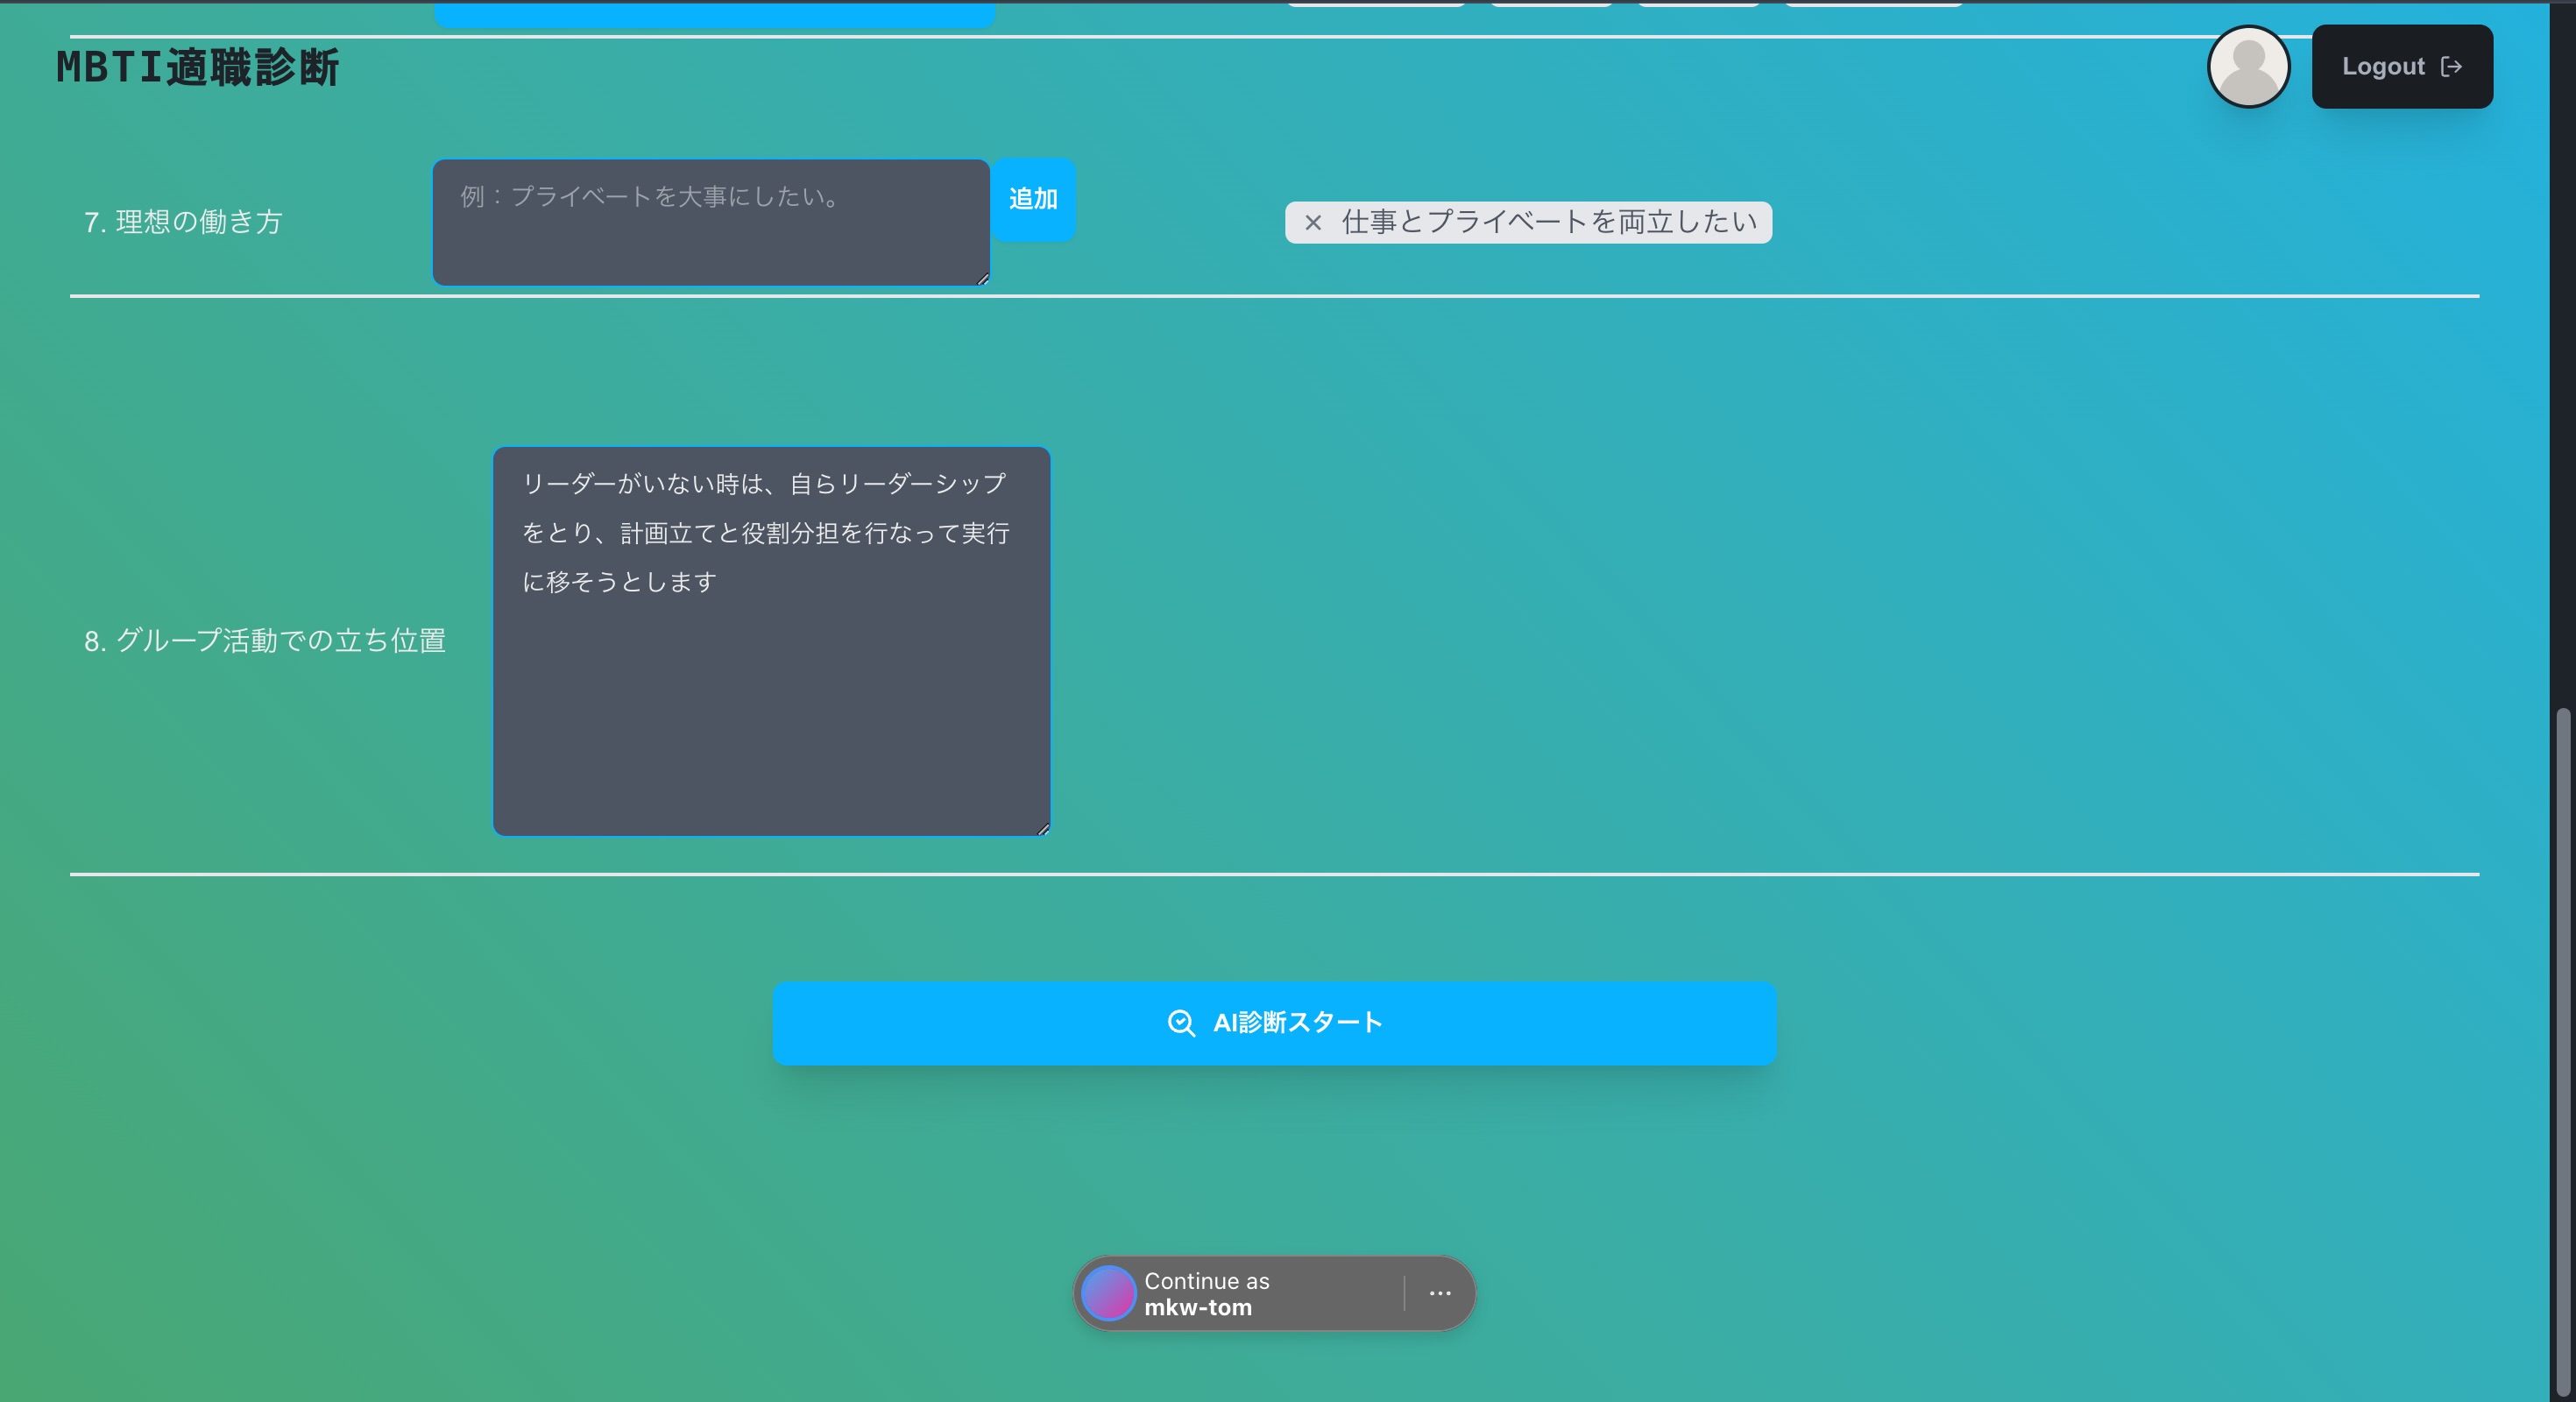 MBTI適職診断
Logout
7. 理想の働き方
例：プライベートを大事にしたい。
追加
× 仕事とプライベートを両立したい
8. グループ活動での立ち位置
リーダーがいない時は、自らリーダーシップ
をとり、計画立てと役割分担を行なって実行
に移そうとします
AI診断スタート
Continue as
mkw-tom